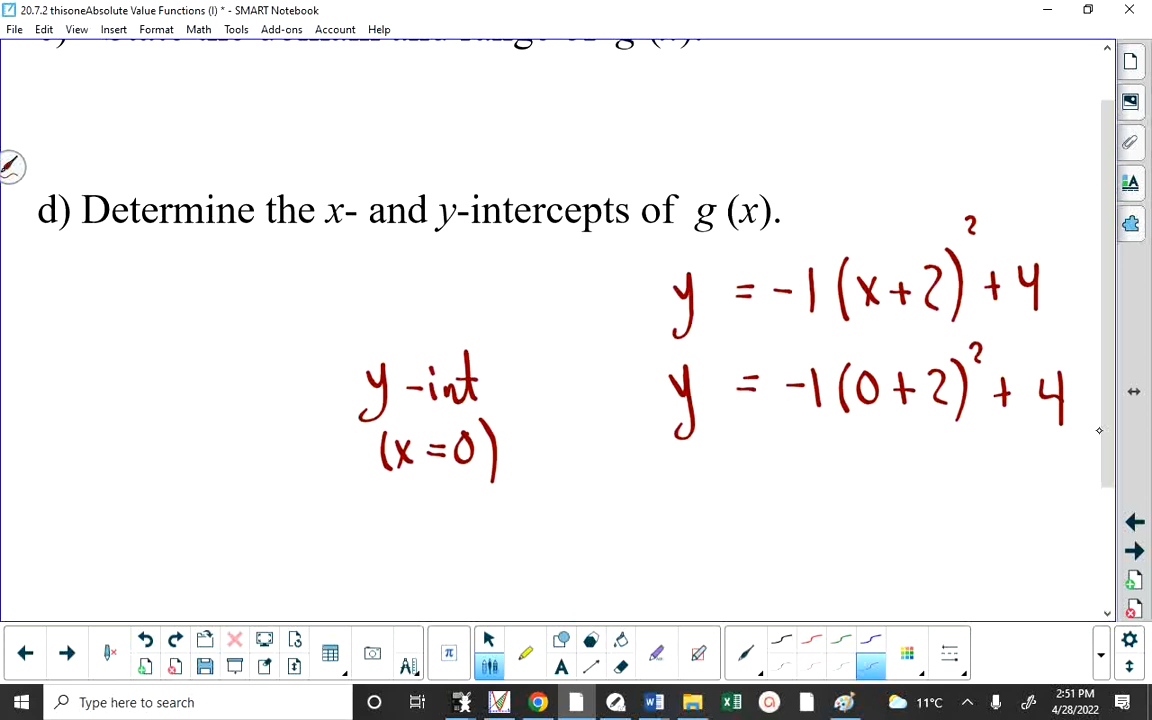 20.7.2 thisoneAbsolute Value Functions (I) * - SMART Notebook
File Edit View Insert Format Math Tools Add-ons Account Help
d) Determine the x- and y-intercepts of g (x).
y = -1 (x+2)² + 4
y -int
y = -1 (0+2)² + 4
(x = 0)
π
A
Type here to search
11°C
2:51 PM
4/28/2022